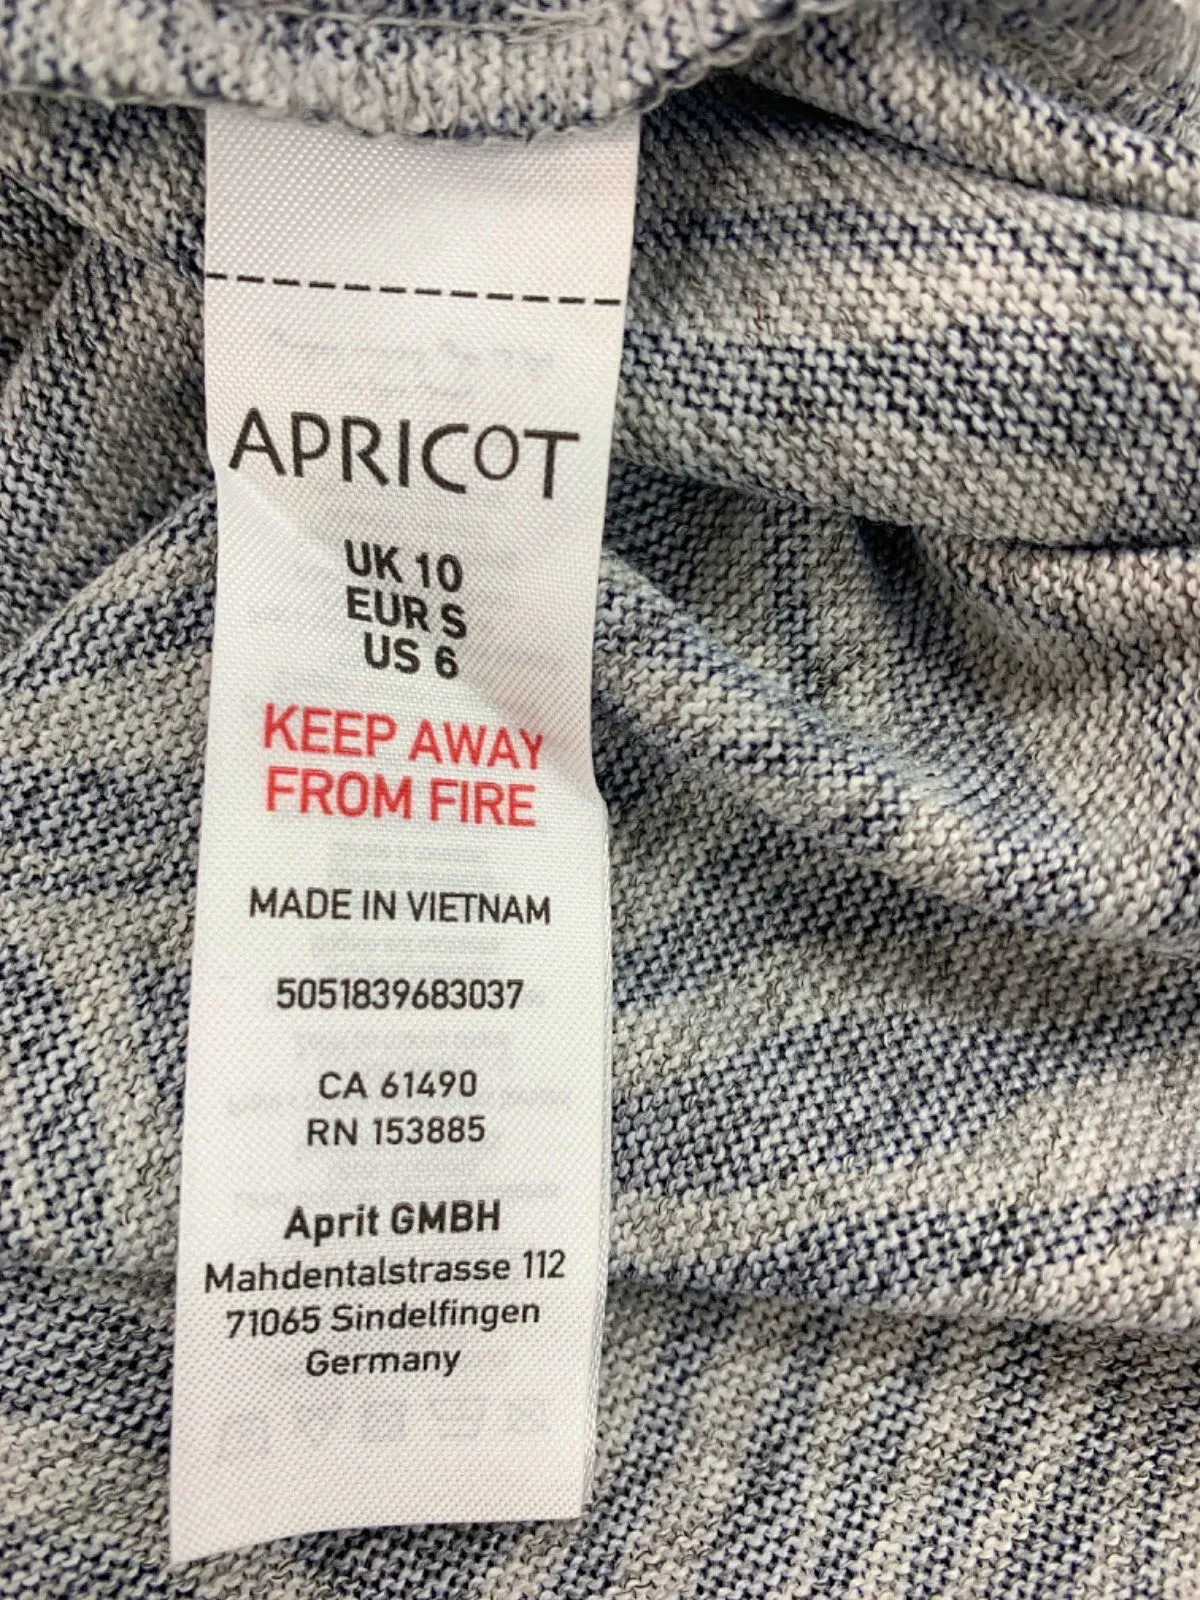 APRICOT
UK 10
EUR S
US 6
KEEP AWAY
FROM FIRE
MADE IN VIETNAM
5051839683037
CA 61490
RN 153885
Aprit GMBH
Mahdentalstrasse 112
71065 Sindelfingen
Germany